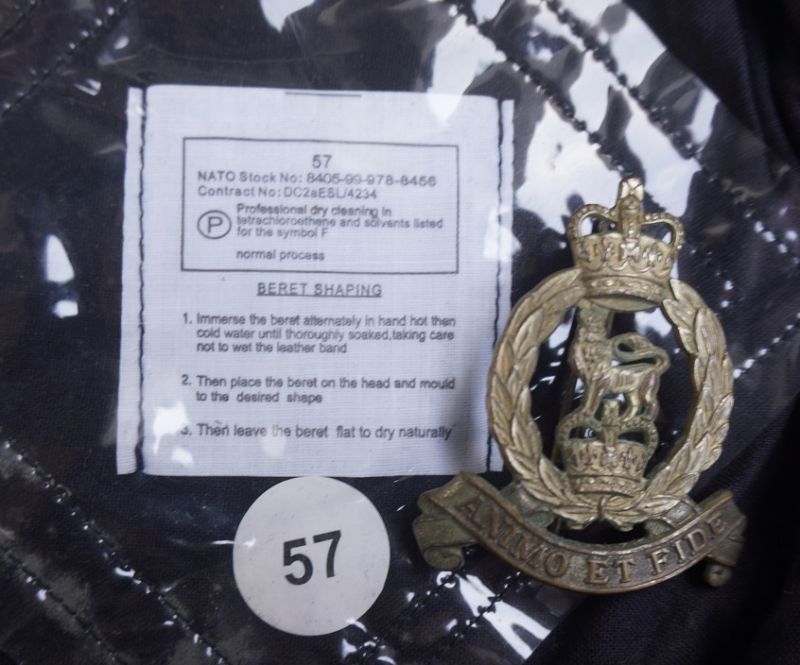 57
NATO Stock No: 8405-99-978-8456
Contract No: DC2aESL/4234
P
Professional dry cleaning in
tetrachloroethene and solvents listed
for the symbol F
normal process
BERET SHAPING
1. Immerse the beret alternately in hand hot then
cold water until thoroughly soaked,taking care
not to wet the leather band
2. Then place the beret on the head and mould
to the desired shape
3. Then leave the beret flat to dry naturally
57
ANIMO ET FIDE